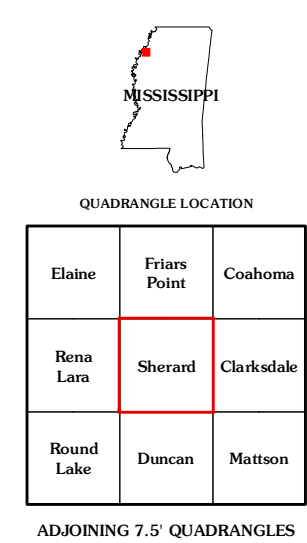 MISSISSIPPI
QUADRANGLE LOCATION
Elaine
Friars
Point
Coahoma
Rena
Lara
Sherard
Clarksdale
Round
Lake
Duncan
Mattson
ADJOINING 7.5' QUADRANGLES